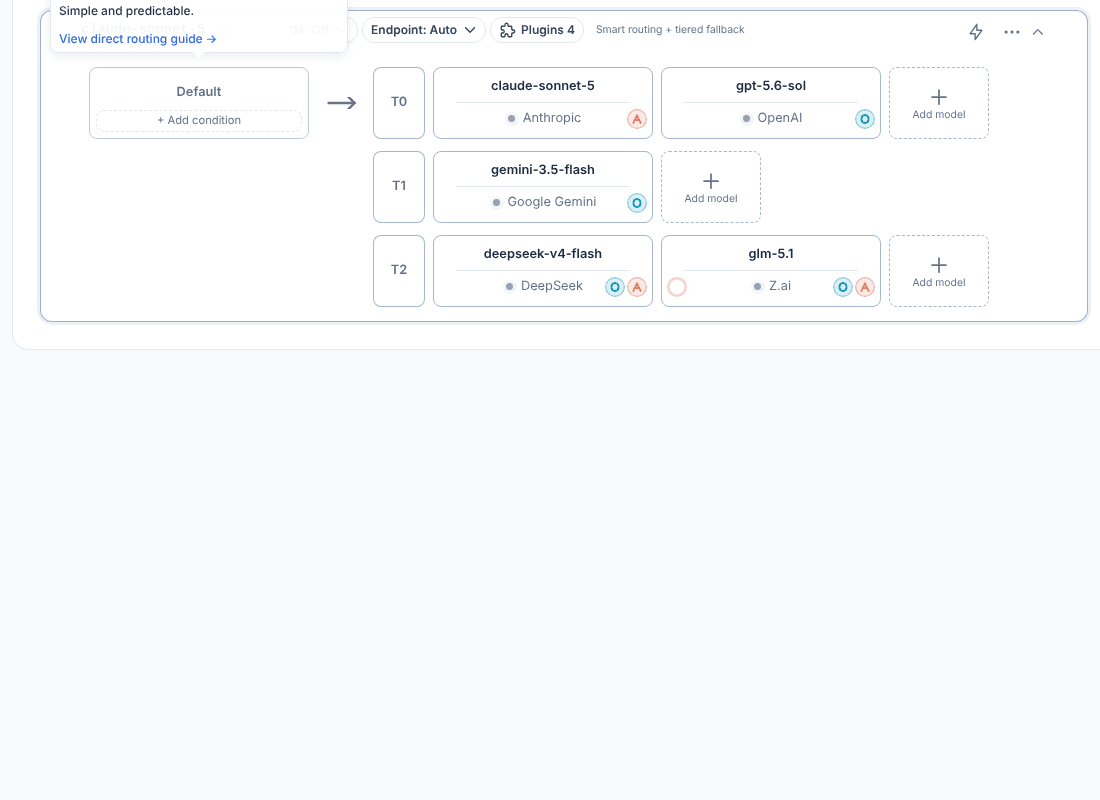 Simple and predictable.
View direct routing guide →
Endpoint: Auto
Plugins 4
Smart routing + tiered fallback
Default
+ Add condition
T0
claude-sonnet-5
Anthropic
A
gpt-5.6-sol
OpenAI
O
Add model
T1
gemini-3.5-flash
Google Gemini
O
Add model
T2
deepseek-v4-flash
DeepSeek
O A
glm-5.1
Z.ai
O A
Add model